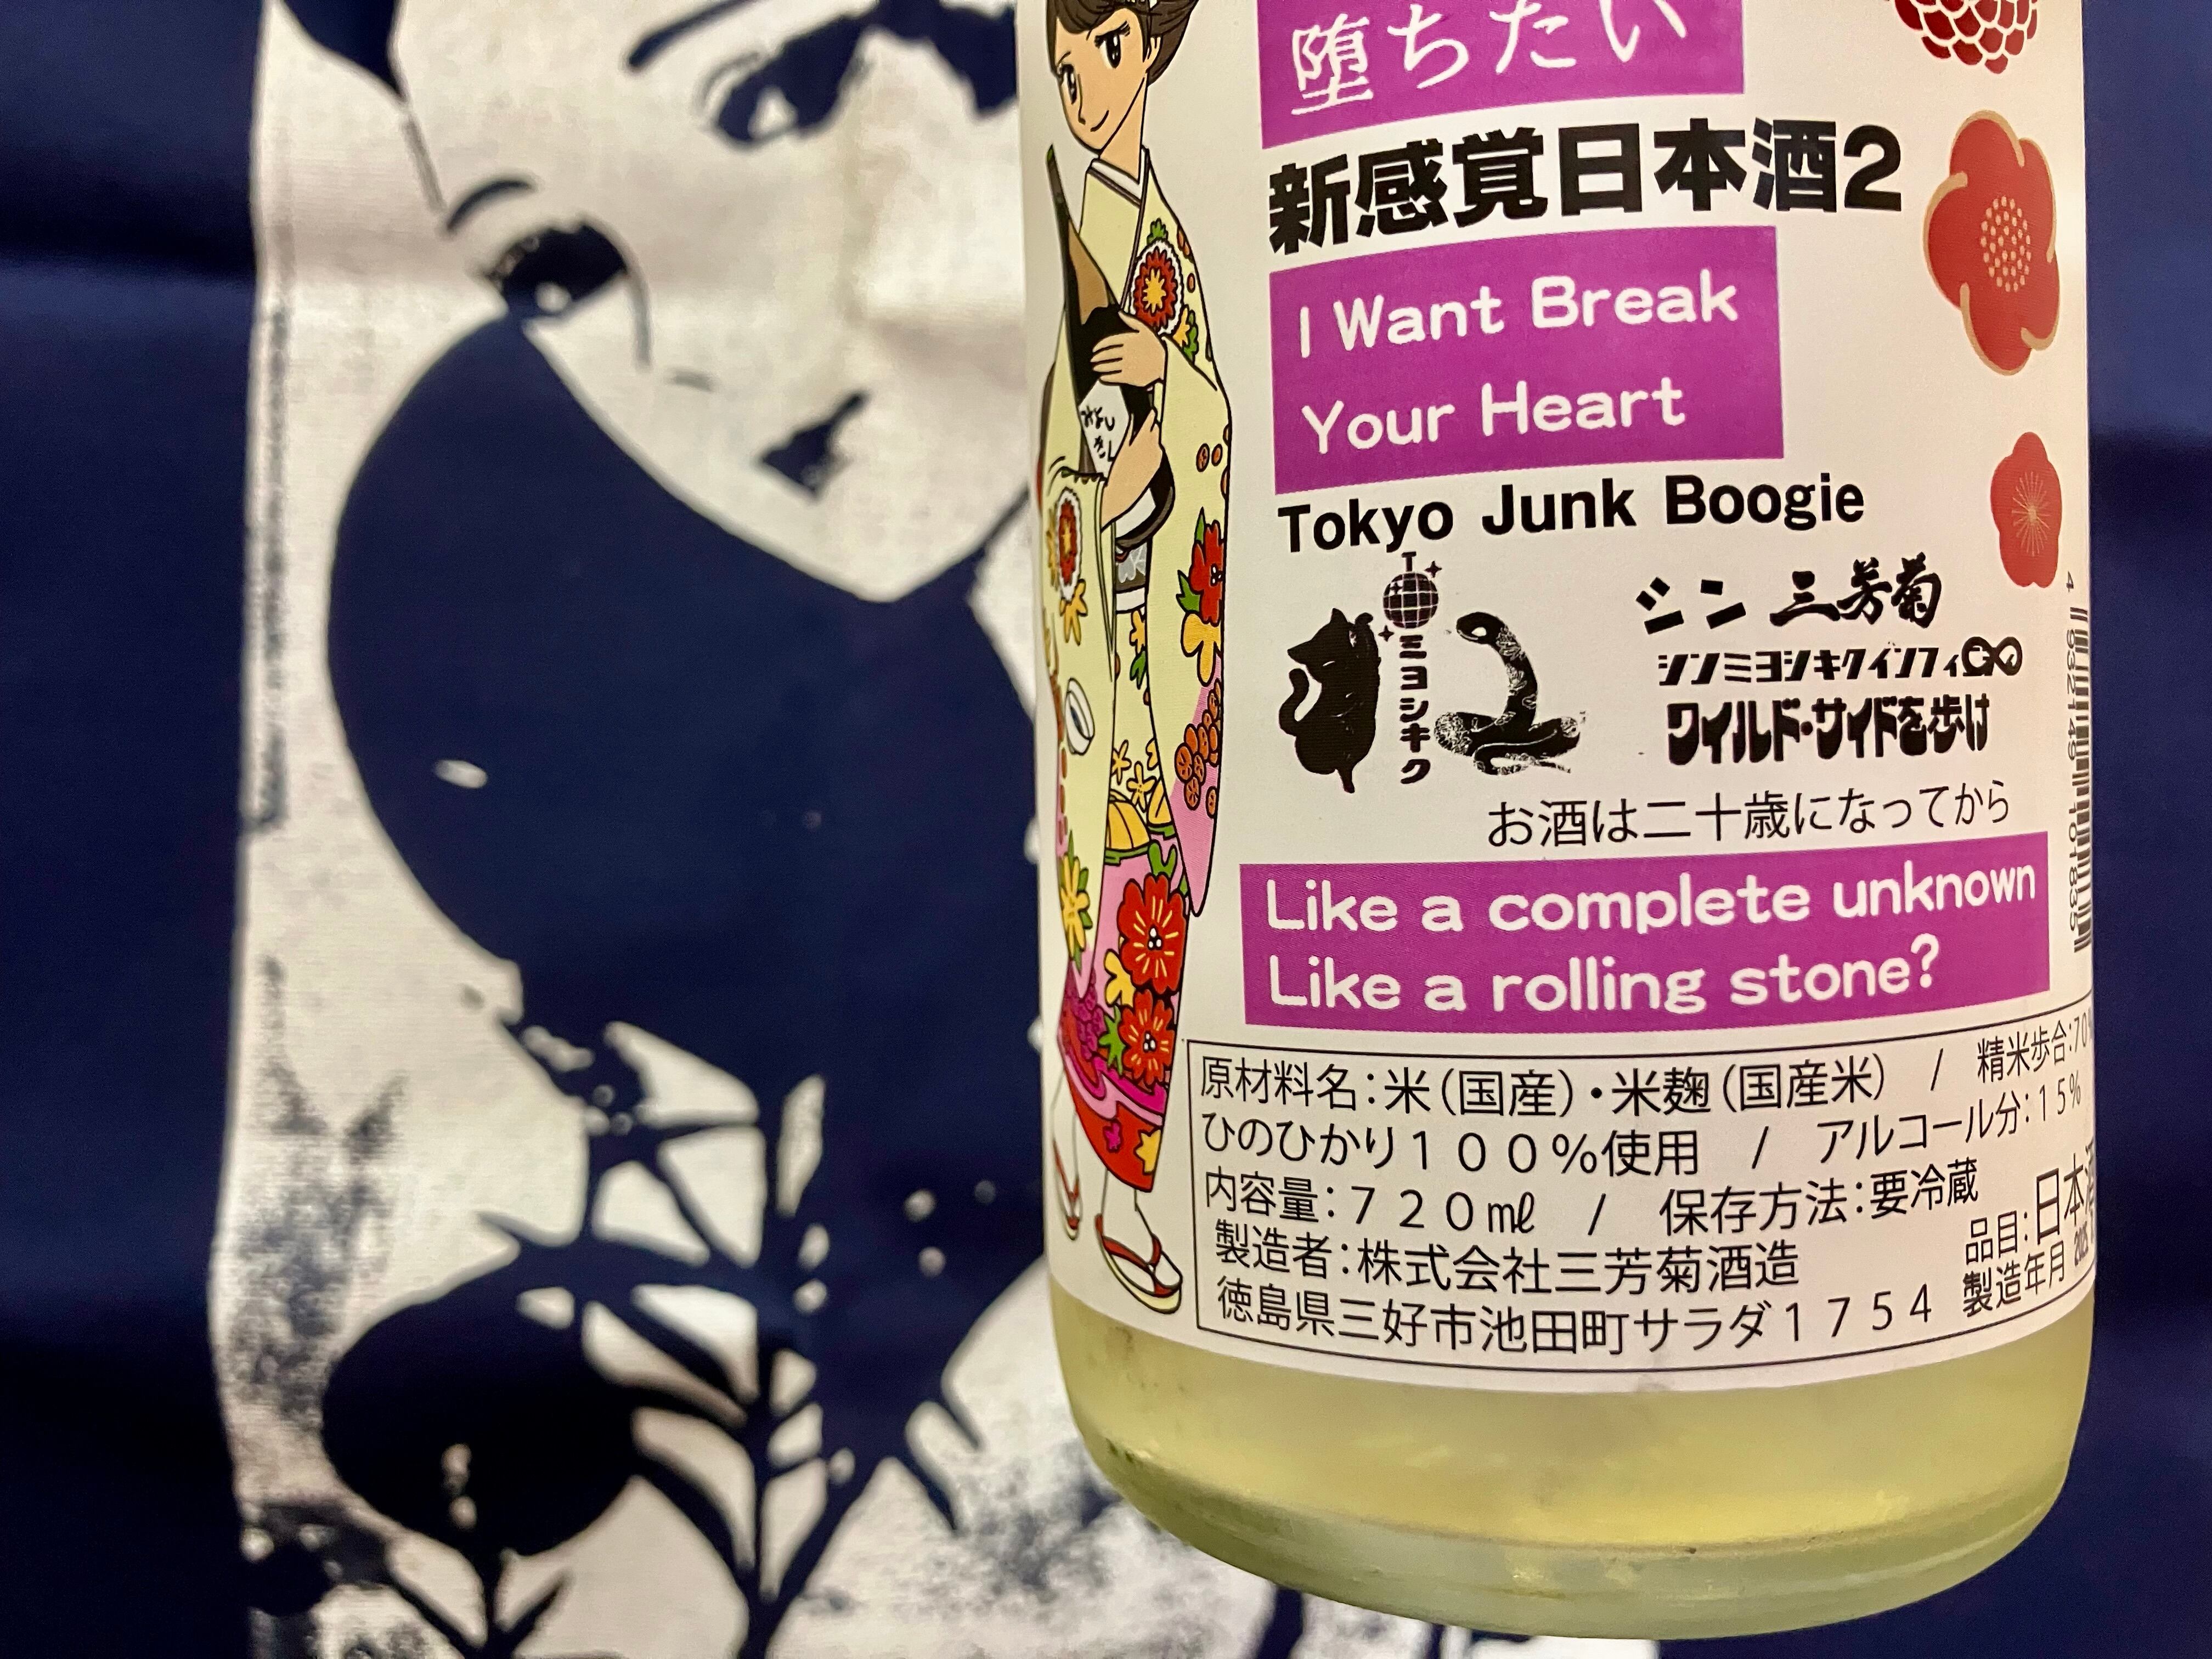 堕ちたい
新感覚日本酒2
I Want Break
Your Heart
Tokyo Junk Boogie
みよしきく
T
ミヨシキク
シン 三芳菊
シンミヨシキクインフィ∞
ワイルド・サイドを歩け
お酒は二十歳になってから
Like a complete unknown
Like a rolling stone?
原材料名：米（国産）・米麹（国産米） / 精米歩合：70%
ひのひかり１００％使用 / アルコール分：１５％
内容量：７２０㎖ / 保存方法：要冷蔵
品目：日本酒
製造者：株式会社三芳菊酒造
製造年月
徳島県三好市池田町サラダ１７５４